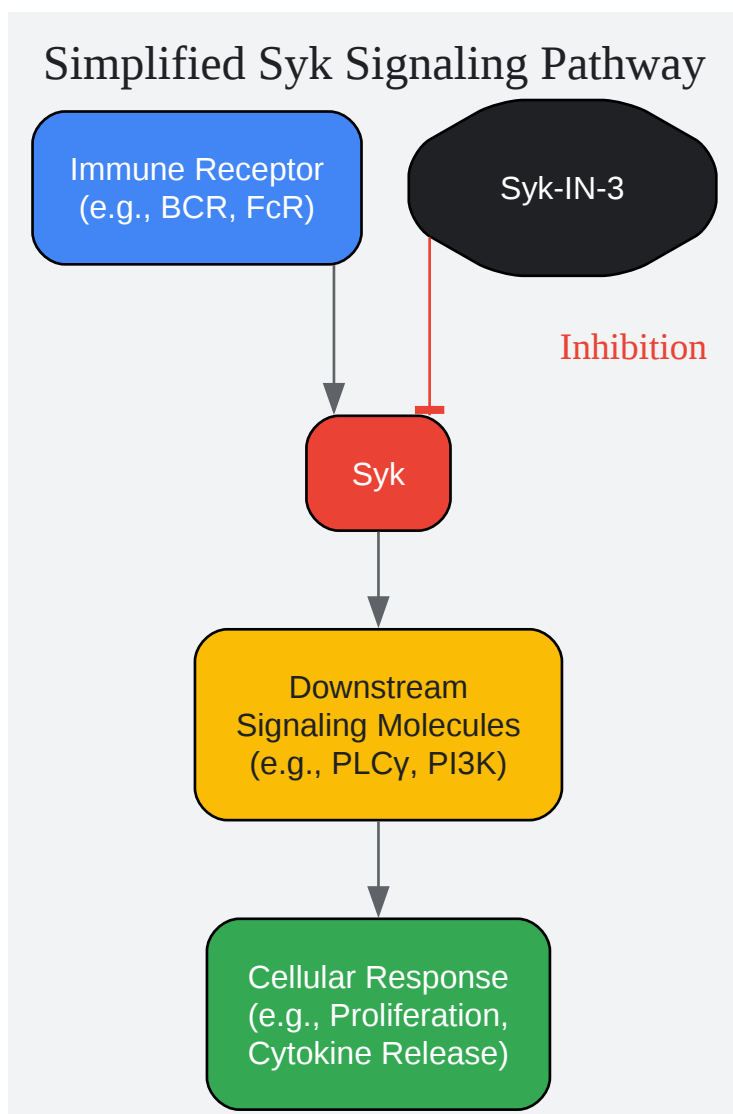 Simplified Syk Signaling Pathway
Immune Receptor
(e.g., BCR, FcR)
Syk-IN-3
Inhibition
Syk
Downstream
Signaling Molecules
(e.g., PLCγ, PI3K)
Cellular Response
(e.g., Proliferation,
Cytokine Release)